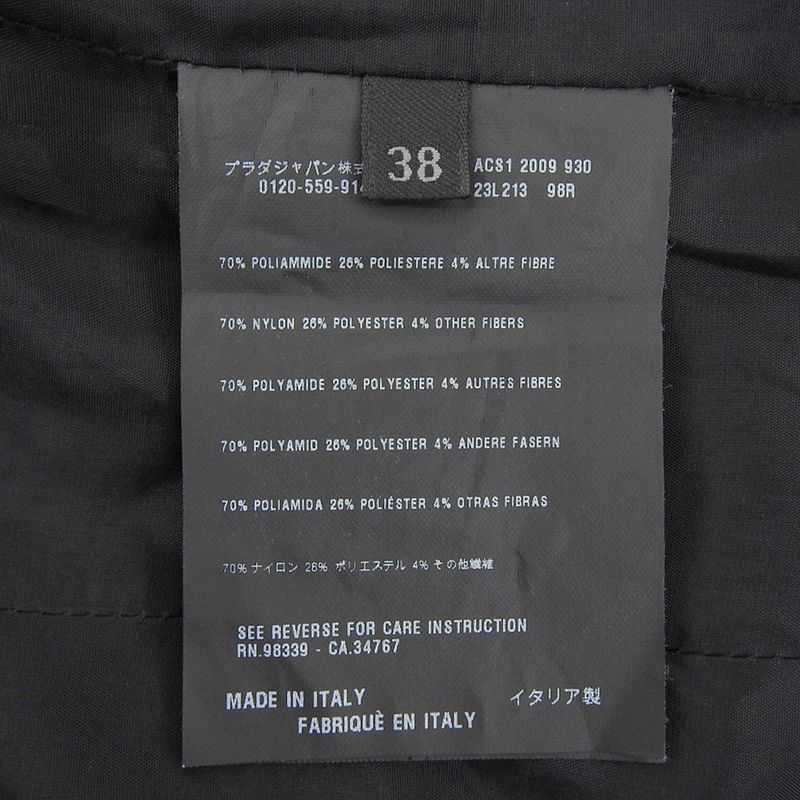 38
プラダジャパン株式 ACS1 2009 930
0120-559-914 23L213 98R
70% POLIAMMIDE 26% POLIESTERE 4% ALTRE FIBRE
70% NYLON 26% POLYESTER 4% OTHER FIBERS
70% POLYAMIDE 26% POLYESTER 4% AUTRES FIBRES
70% POLYAMID 26% POLYESTER 4% ANDERE FASERN
70% POLIAMIDA 26% POLIÉSTER 4% OTRAS FIBRAS
70% ナイロン 26% ポリエステル 4% その他繊維
SEE REVERSE FOR CARE INSTRUCTION
RN.98339 - CA.34767
MADE IN ITALY イタリア製
FABRIQUÈ EN ITALY